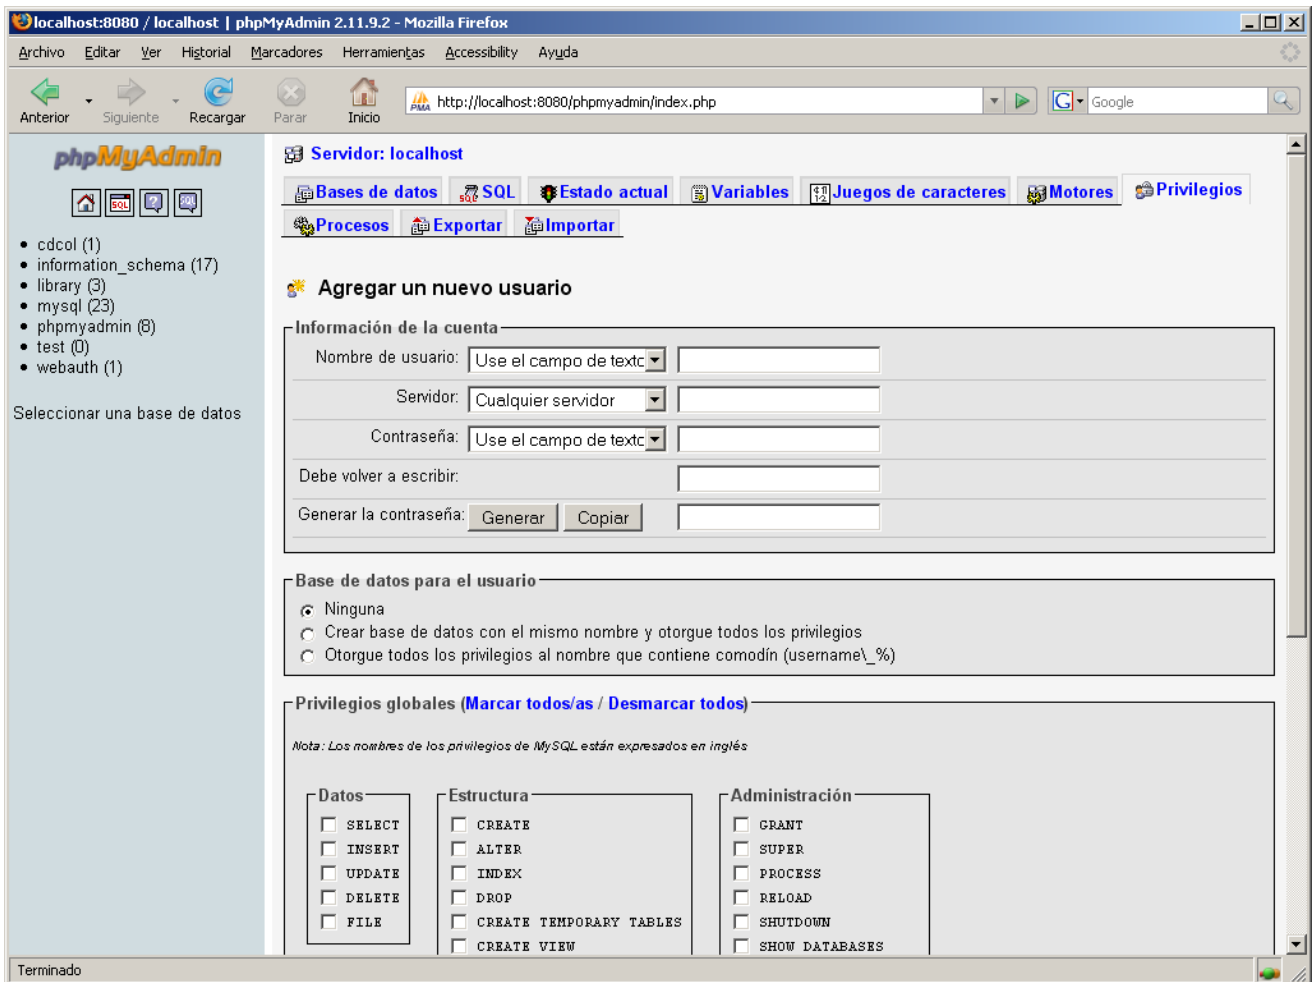 localhost:8080 / localhost | phpMyAdmin 2.11.9.2 - Mozilla Firefox
Archivo Editar Ver Historial Marcadores Herramientas Accessibility Ayuda
Anterior Siguiente Recargar Parar Inicio PMA http://localhost:8080/phpmyadmin/index.php G Google
phpMyAdmin
SQL ? SQL
cdcol (1)
information_schema (17)
library (3)
mysql (23)
phpmyadmin (8)
test (0)
webauth (1)
Seleccionar una base de datos
Servidor: localhost
Bases de datos SQL Estado actual Variables Juegos de caracteres Motores Privilegios
Procesos Exportar Importar
Agregar un nuevo usuario
Información de la cuenta
Nombre de usuario: Use el campo de texto
Servidor: Cualquier servidor
Contraseña: Use el campo de texto
Debe volver a escribir:
Generar la contraseña: Generar Copiar
Base de datos para el usuario
Ninguna
Crear base de datos con el mismo nombre y otorgue todos los privilegios
Otorgue todos los privilegios al nombre que contiene comodín (username\_%)
Privilegios globales (Marcar todos/as / Desmarcar todos)
Nota: Los nombres de los privilegios de MySQL están expresados en inglés
Datos Estructura Administración
SELECT CREATE GRANT
INSERT ALTER SUPER
UPDATE INDEX PROCESS
DELETE DROP RELOAD
FILE CREATE TEMPORARY TABLES SHUTDOWN
CREATE VIEW SHOW DATABASES
Terminado